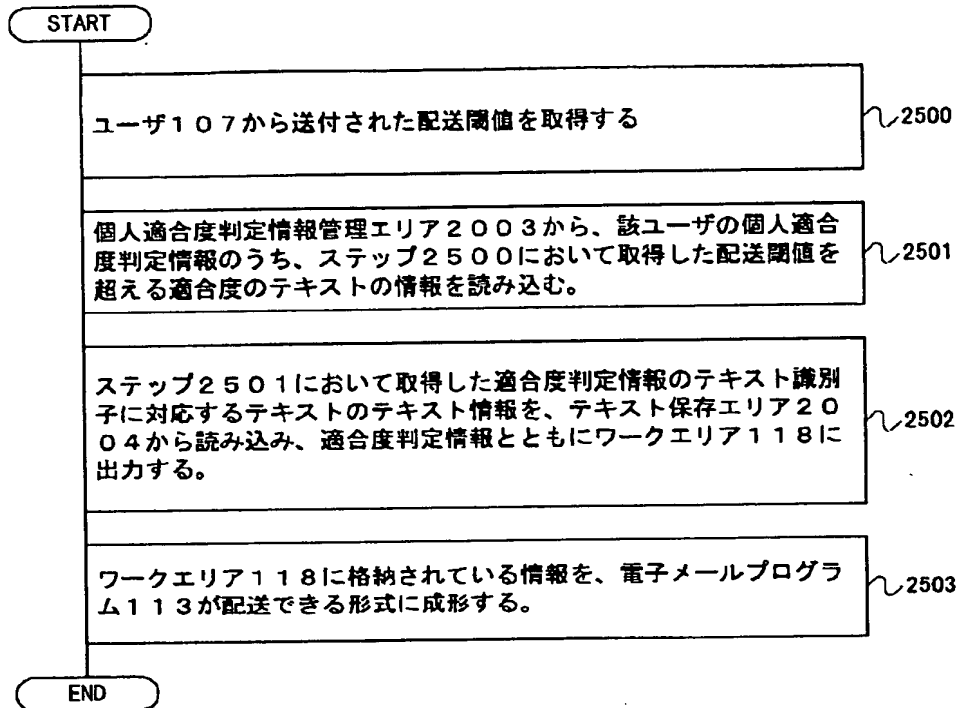 START
ユーザ１０７から送付された配送閾値を取得する
2500
個人適合度判定情報管理エリア２００３から、該ユーザの個人適合
度判定情報のうち、ステップ２５００において取得した配送閾値を
超える適合度のテキストの情報を読み込む。
2501
ステップ２５０１において取得した適合度判定情報のテキスト識別
子に対応するテキストのテキスト情報を、テキスト保存エリア２０
０４から読み込み、適合度判定情報とともにワークエリア１１８に
出力する。
2502
ワークエリア１１８に格納されている情報を、電子メールプログラ
ム１１３が配送できる形式に成形する。
2503
END